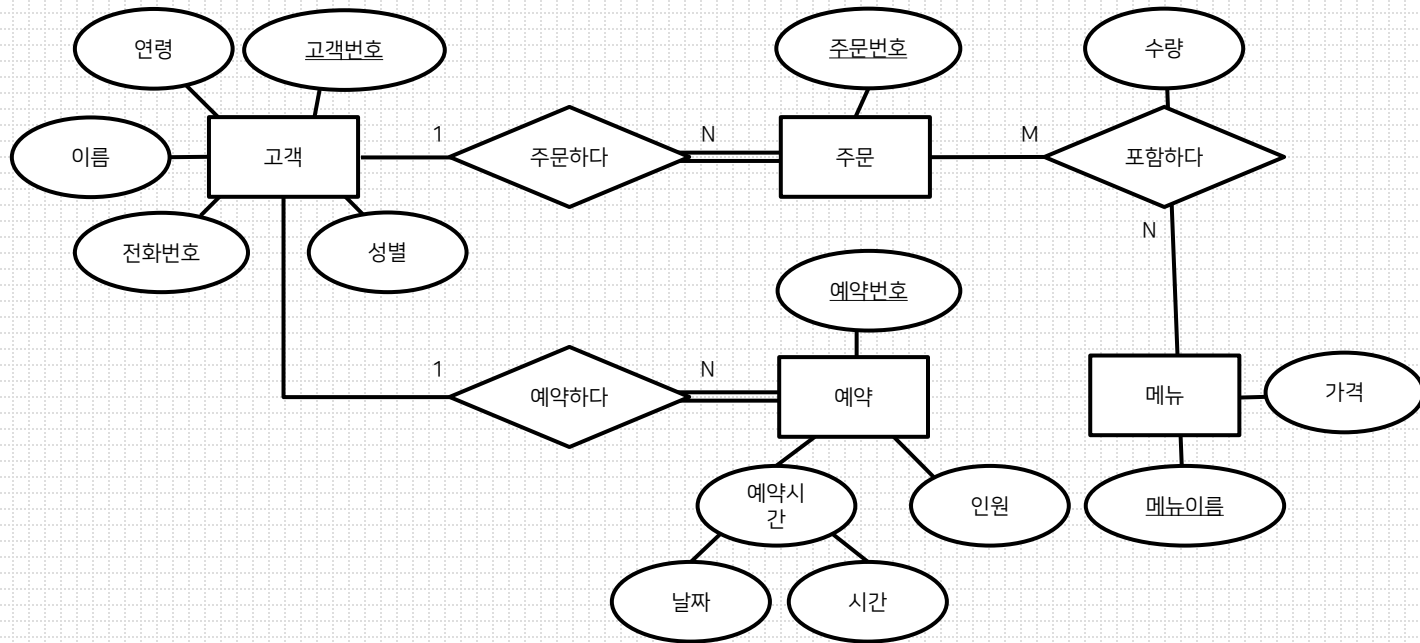 연령
고객번호
주문번호
수량
이름
고객
1
주문하다
N
주문
M
포함하다
전화번호
성별
N
예약번호
1
예약하다
N
예약
메뉴
가격
예약시
간
인원
메뉴이름
날짜
시간